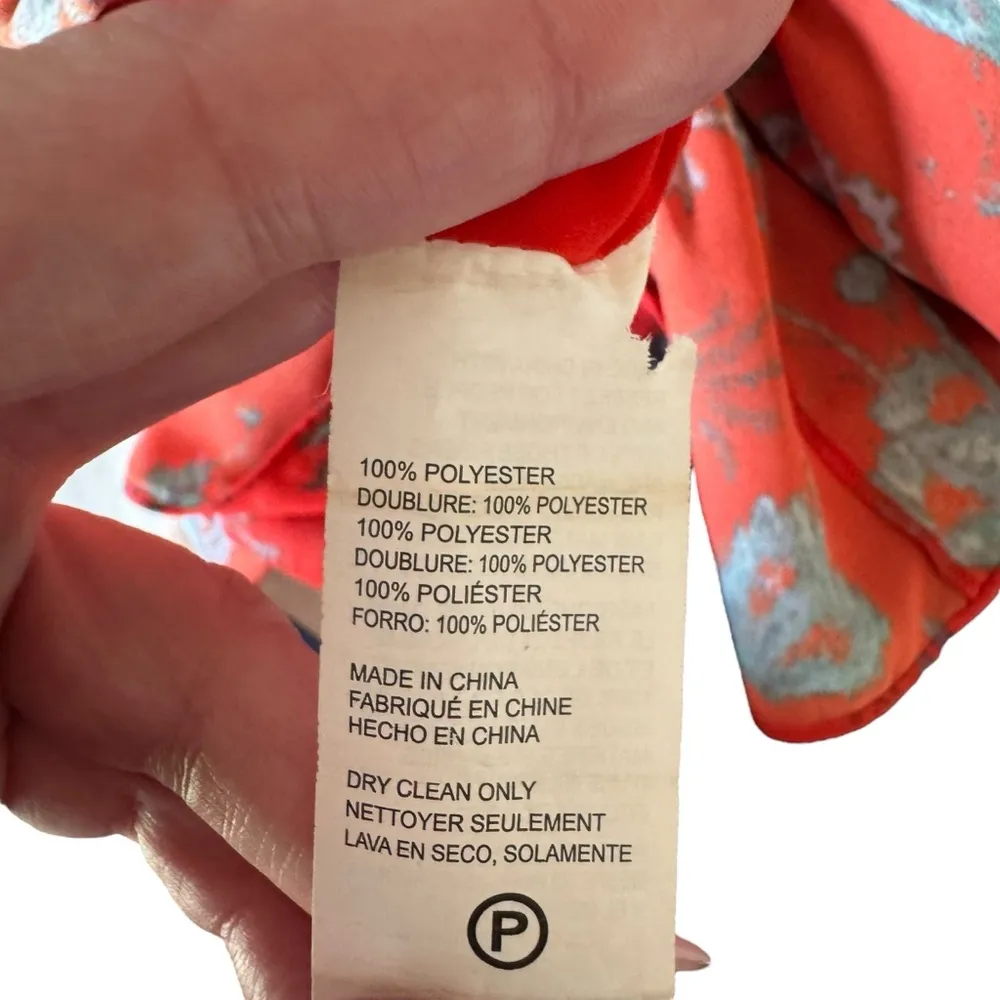 100% POLYESTER
DOUBLURE: 100% POLYESTER
100% POLYESTER
DOUBLURE: 100% POLYESTER
100% POLIÉSTER
FORRO: 100% POLIÉSTER
MADE IN CHINA
FABRIQUÉ EN CHINE
HECHO EN CHINA
DRY CLEAN ONLY
NETTOYER SEULEMENT
LAVA EN SECO, SOLAMENTE
P